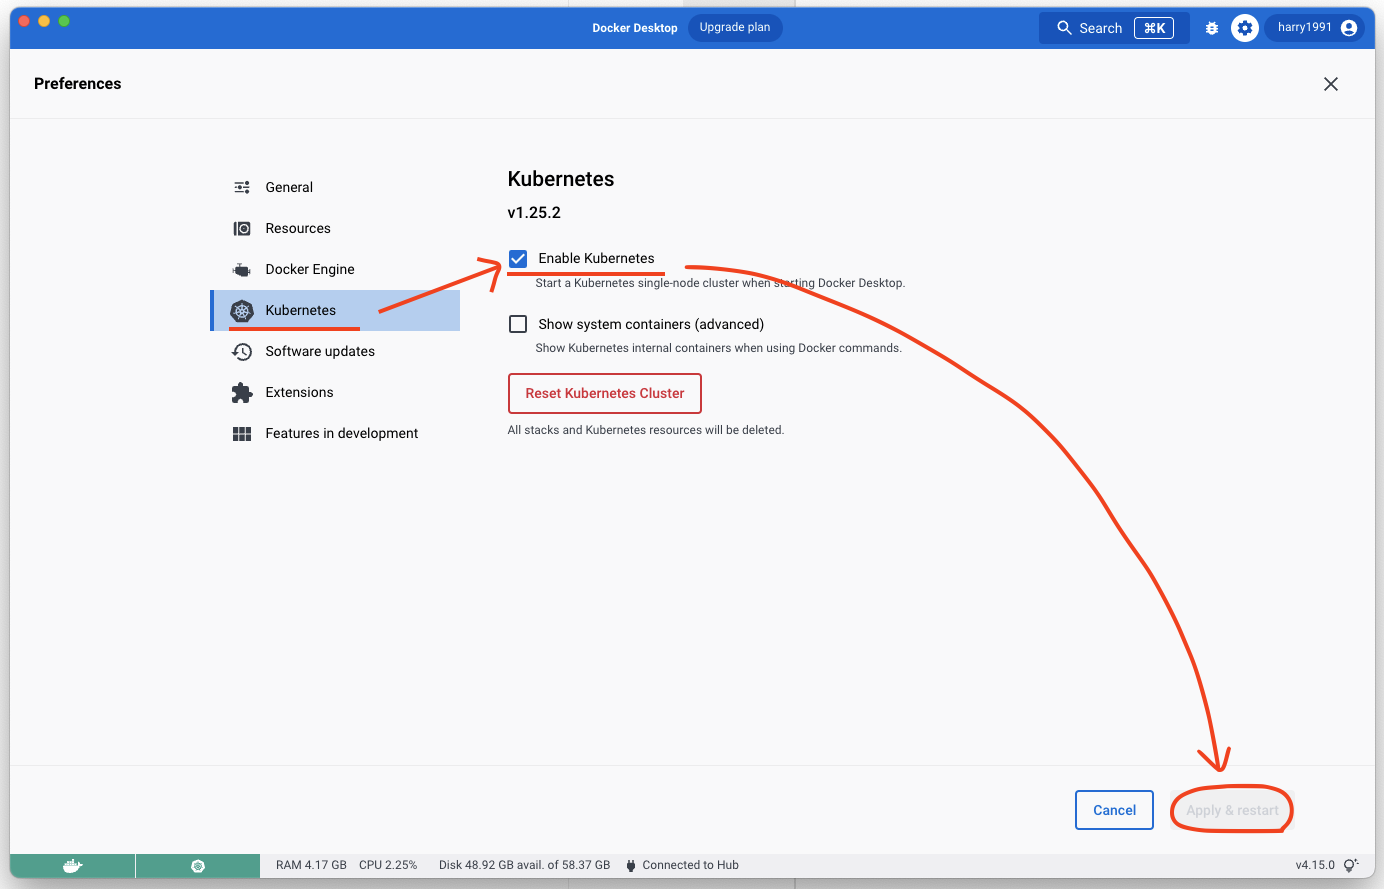 Docker Desktop Upgrade plan Search ⌘K harry1991
Preferences
General
Resources
Docker Engine
Kubernetes
Software updates
Extensions
Features in development
Kubernetes
v1.25.2
Enable Kubernetes
Start a Kubernetes single-node cluster when starting Docker Desktop.
Show system containers (advanced)
Show Kubernetes internal containers when using Docker commands.
Reset Kubernetes Cluster
All stacks and Kubernetes resources will be deleted.
Cancel Apply & restart
RAM 4.17 GB CPU 2.25% Disk 48.92 GB avail. of 58.37 GB Connected to Hub v4.15.0